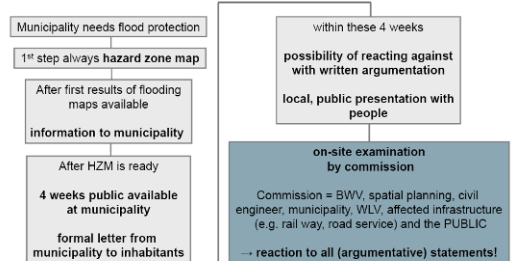 Municipality needs flood protection
1st step always hazard zone map
After first results of flooding
maps available
information to municipality
After HZM is ready
4 weeks public available
at municipality
formal letter from
municipality to inhabitants
within these 4 weeks
possibility of reacting against
with written argumentation
local, public presentation with
people
on-site examination
by commission
Commission = BWV, spatial planning, civil
engineer, municipality, WLV, affected infrastructure
(e.g. rail way, road service) and the PUBLIC
→ reaction to all (argumentative) statements!